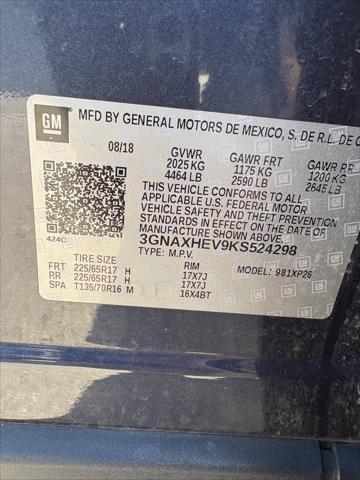 GM
MFD BY GENERAL MOTORS DE MEXICO, S. DE R.L. DE C
08/18 GVWR GAWR FRT GAWR RR
2025 KG 1175 KG 1200 KG
4464 LB 2590 LB 2645 LB
THIS VEHICLE CONFORMS TO ALL
APPLICABLE U.S. FEDERAL MOTOR
VEHICLE SAFETY AND THEFT PREVENTION
STANDARDS IN EFFECT ON THE DATE OF
MANUFACTURE SHOWN ABOVE.
424C 3GNAXHEV9KS524298
TYPE: M.P.V. MODEL: 981XP26
TIRE SIZE RIM
FRT 225/65R17 H 17X7J
RR 225/65R17 H 17X7J
SPA T135/70R16 M 16X4BT